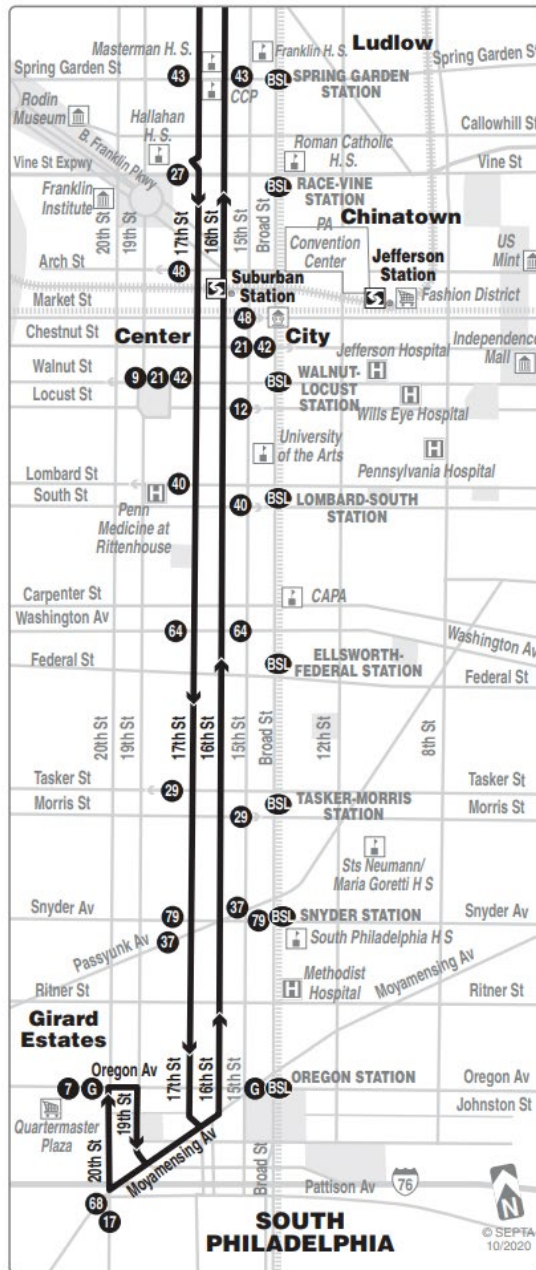 Masterman H. S.
Franklin H. S.
Ludlow
Spring Garden St
43
43
CCP
BSL
SPRING GARDEN
STATION
Spring Garden St
Rodin
Museum
Hallahan
H. S.
B. Franklin Pkwy
Callowhill St
Roman Catholic
H. S.
Vine St Expwy
27
Vine St
BSL
RACE-VINE
STATION
Franklin
Institute
20th St
19th St
17th St
16th St
15th St
Broad St
Chinatown
PA
Convention
Center
US
Mint
Arch St
48
Suburban
Station
Jefferson
Station
Market St
Fashion District
48
Chestnut St
Center
City
21
42
Jefferson Hospital
Independence
Mall
Walnut St
9
21
42
BSL
WALNUT-
LOCUST
STATION
Locust St
12
Wills Eye Hospital
University
of the Arts
Pennsylvania Hospital
Lombard St
40
South St
40
BSL
LOMBARD-SOUTH
STATION
Penn
Medicine at
Rittenhouse
Carpenter St
CAPA
Washington Av
64
64
Washington Av
Federal St
BSL
ELLSWORTH-
FEDERAL STATION
Federal St
20th St
19th St
17th St
16th St
15th St
Broad St
12th St
8th St
Tasker St
29
Tasker St
Morris St
29
BSL
TASKER-MORRIS
STATION
Morris St
Sts Neumann/
Maria Goretti H S
Snyder Av
79
37
79
BSL
SNYDER STATION
Snyder Av
37
Passyunk Av
South Philadelphia H S
Moyamensing Av
Methodist
Hospital
Ritner St
Ritner St
Girard
Estates
Oregon Av
17th St
16th St
15th St
7
G
G
BSL
OREGON STATION
Oregon Av
Johnston St
Quartermaster
Plaza
19th St
20th St
Moyamensing Av
Broad St
Pattison Av
76
68
17
SOUTH
PHILADELPHIA
N
© SEPTA
10/2020